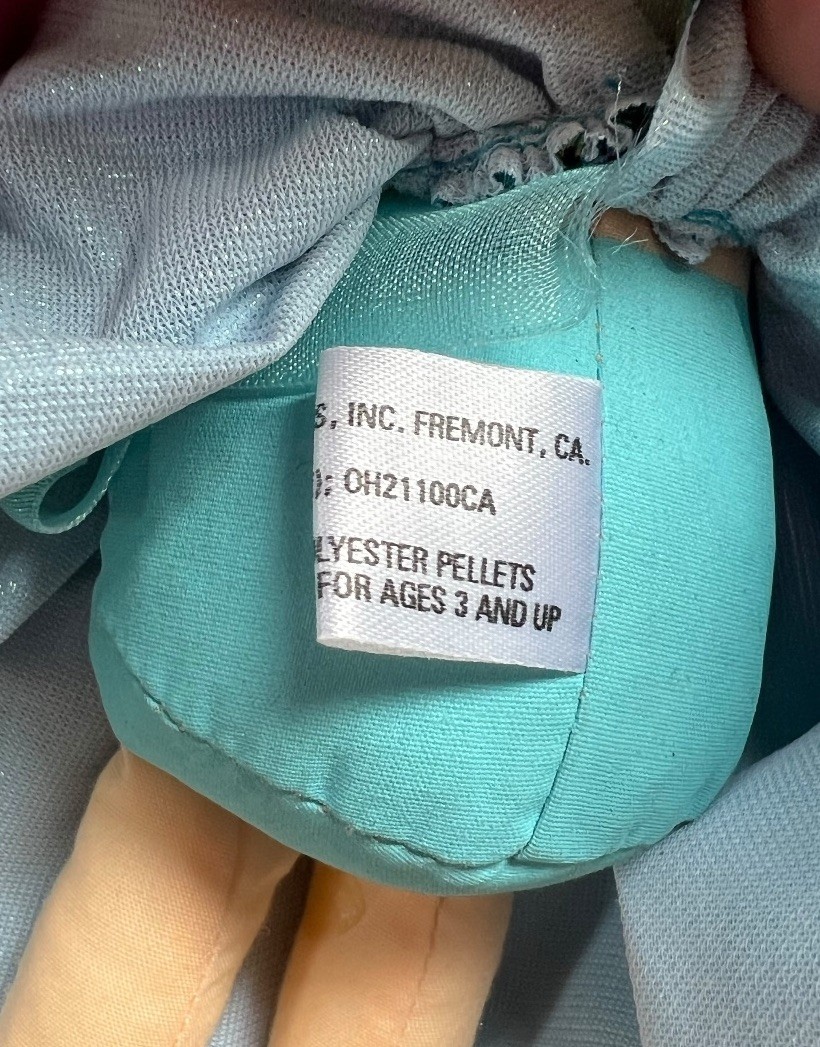 S, INC. FREMONT, CA.
): OH21100CA
LYESTER PELLETS
FOR AGES 3 AND UP